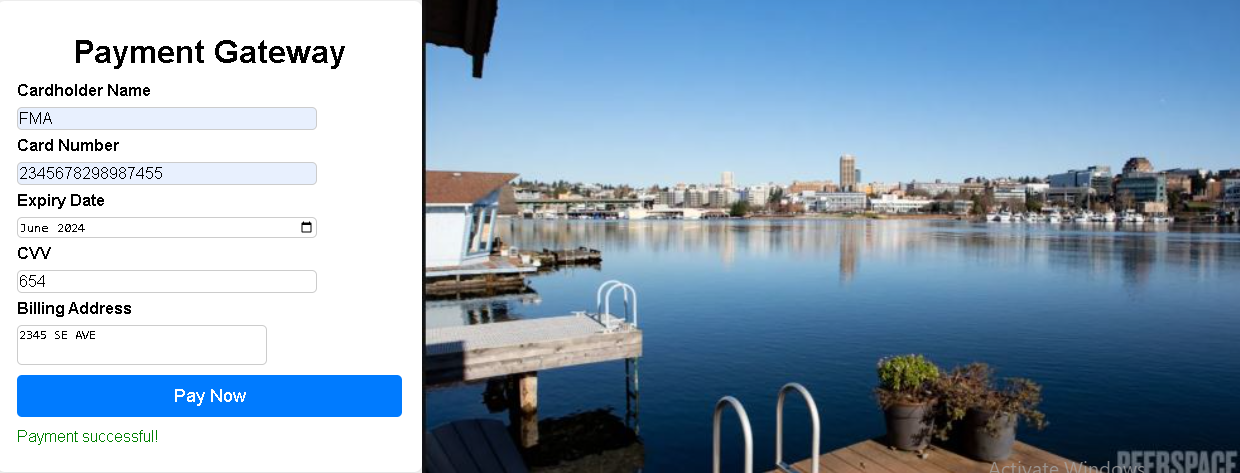 Payment Gateway
Cardholder Name
FMA
Card Number
2345678298987455
Expiry Date
June 2024
CVV
654
Billing Address
2345 SE AVE
Pay Now
Payment successful!
PEERSPACE
Activate Windows